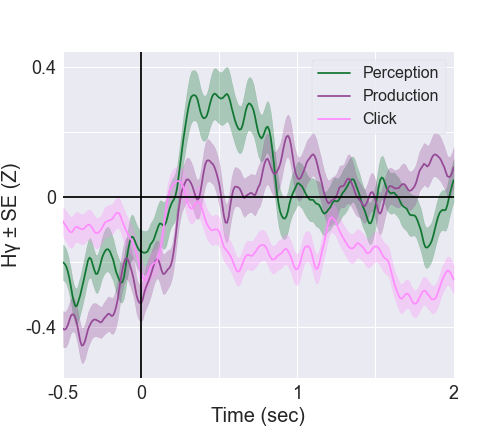 0.4
Perception
Production
Click
0
-0.4
Hγ ± SE (Z)
-0.5 0 1 2
Time (sec)